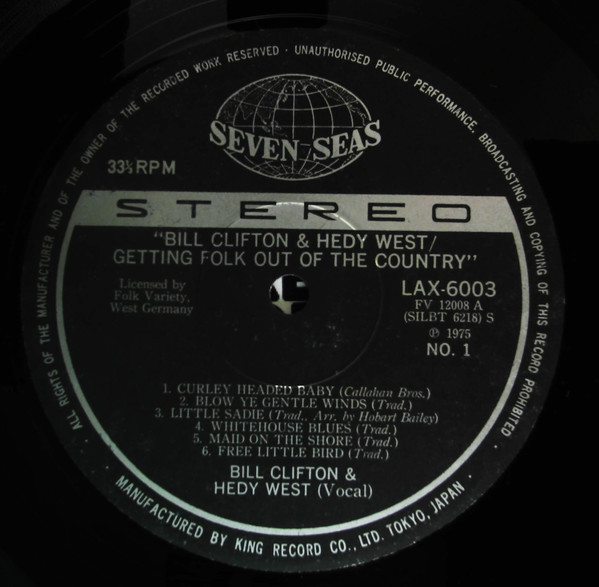 ALL RIGHTS OF THE MANUFACTURER AND OF THE OWNER OF THE RECORDED WORK RESERVED · UNAUTHORISED PUBLIC PERFORMANCE, BROADCASTING AND COPYING OF THIS RECORD PROHIBITED ·
SEVEN SEAS
33⅓ RPM
STEREO
"BILL CLIFTON & HEDY WEST/
GETTING FOLK OUT OF THE COUNTRY"
Licensed by
Folk Variety,
West Germany
LAX-6003
FV 12008 A
(SILBT 6218) S
℗ 1975
NO. 1
1. CURLEY HEADED BABY (Callahan Bros.)
2. BLOW YE GENTLE WINDS (Trad.)
3. LITTLE SADIE (Trad., Arr. by Hobart Bailey)
4. WHITEHOUSE BLUES (Trad.)
5. MAID ON THE SHORE (Trad.)
6. FREE LITTLE BIRD (Trad.)
BILL CLIFTON &
HEDY WEST (Vocal)
MANUFACTURED BY KING RECORD CO., LTD. TOKYO, JAPAN ·